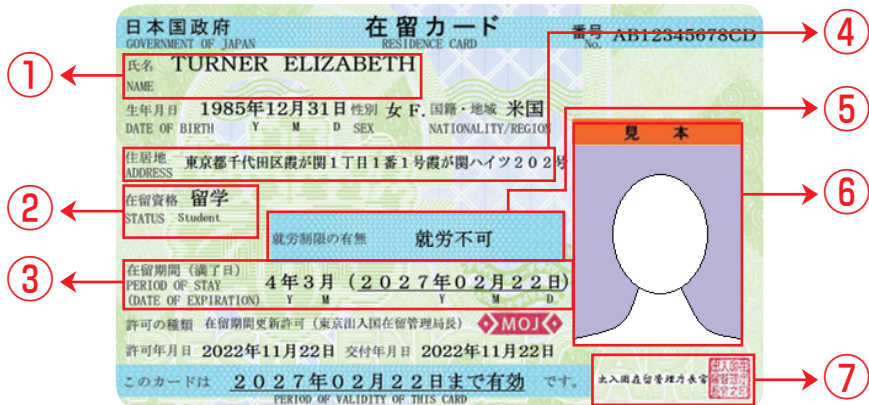 日本国政府 在留カード 番号 AB12345678CD
GOVERNMENT OF JAPAN RESIDENCE CARD No.
④
① 氏名 TURNER ELIZABETH
NAME
生年月日 1985年12月31日 性別 女 F. 国籍・地域 米国
DATE OF BIRTH Y M D SEX NATIONALITY/REGION
⑤
見本
住居地 東京都千代田区霞が関1丁目1番1号霞が関ハイツ202号
ADDRESS
② 在留資格 留学
STATUS Student
⑥
就労制限の有無 就労不可
③ 在留期間(満了日)
PERIOD OF STAY 4年3月(2027年02月22日)
(DATE OF EXPIRATION) Y M Y M D
許可の種類 在留期間更新許可(東京出入国在留管理局長) MOJ
許可年月日 2022年11月22日 交付年月日 2022年11月22日
このカードは 2027年02月22日まで有効 です。
PERIOD OF VALIDITY OF THIS CARD
出入国在留管理庁長官
⑦